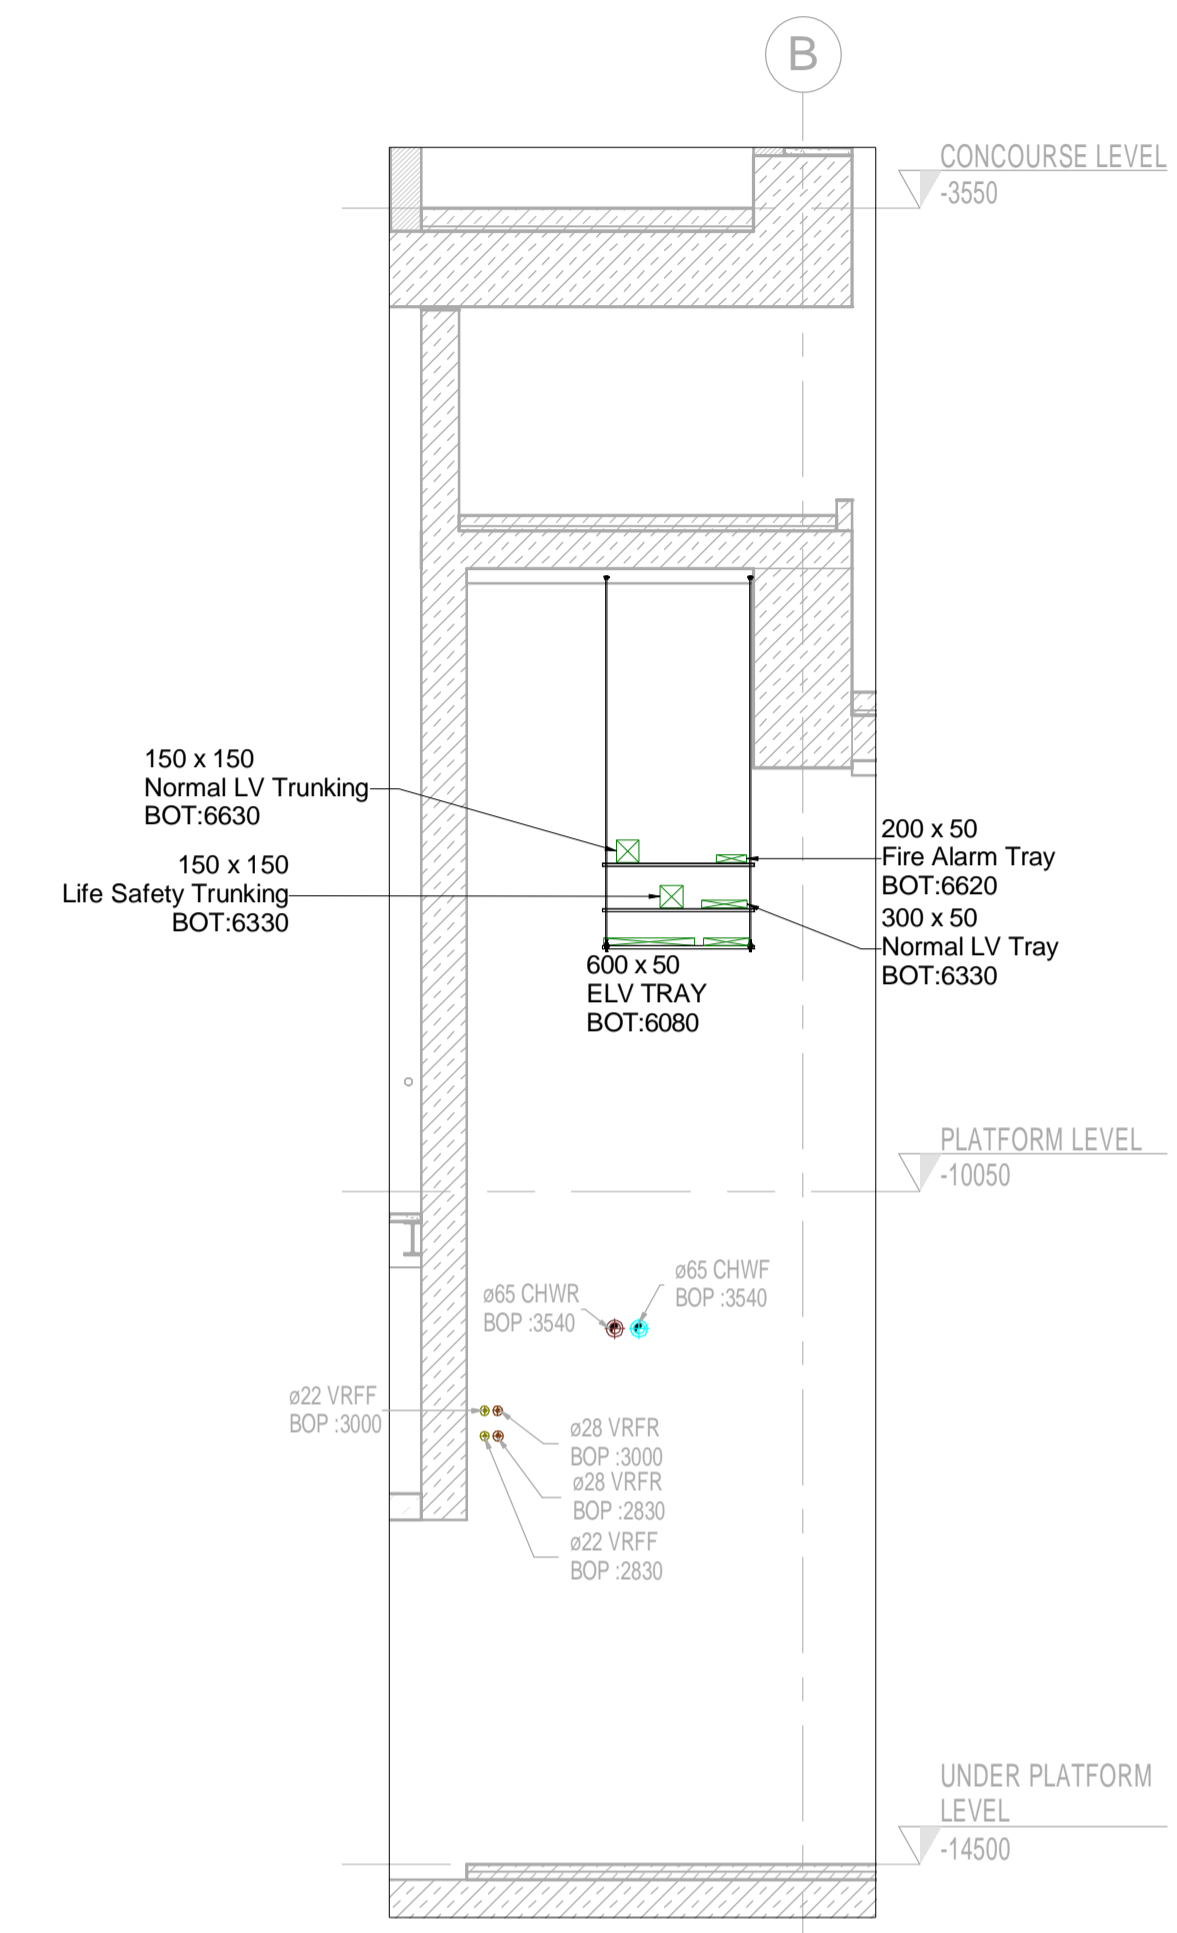 B
CONCOURSE LEVEL
-3550
150 x 150
Normal LV Trunking
BOT:6630
150 x 150
Life Safety Trunking
BOT:6330
200 x 50
Fire Alarm Tray
BOT:6620
300 x 50
Normal LV Tray
BOT:6330
600 x 50
ELV TRAY
BOT:6080
PLATFORM LEVEL
-10050
ø65 CHWF
BOP :3540
ø65 CHWR
BOP :3540
ø22 VRFF
BOP :3000
ø28 VRFR
BOP :3000
ø28 VRFR
BOP :2830
ø22 VRFF
BOP :2830
UNDER PLATFORM
LEVEL
-14500